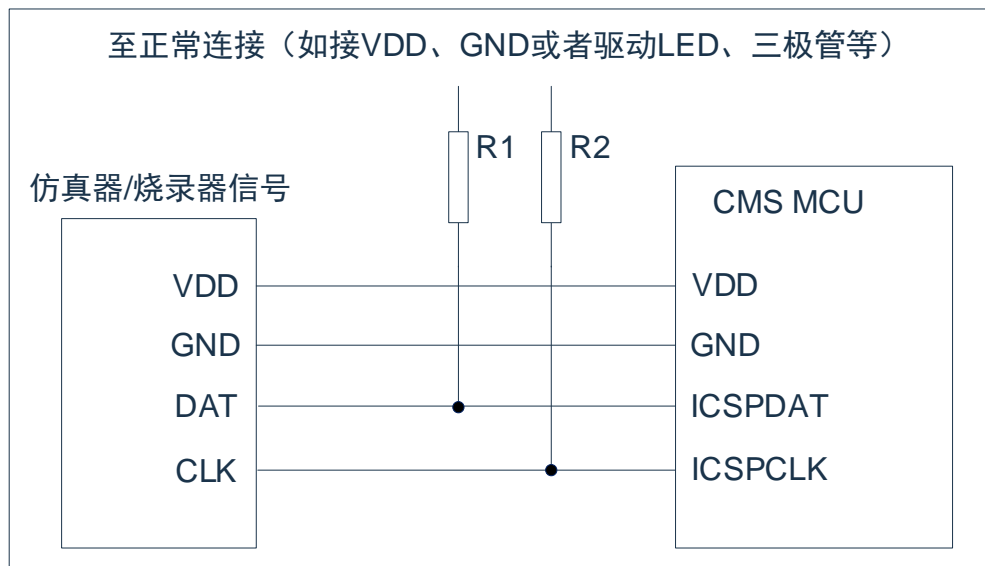 至正常连接（如接VDD、GND或者驱动LED、三极管等）
R1
R2
仿真器/烧录器信号
CMS MCU
VDD
VDD
GND
GND
DAT
ICSPDAT
CLK
ICSPCLK